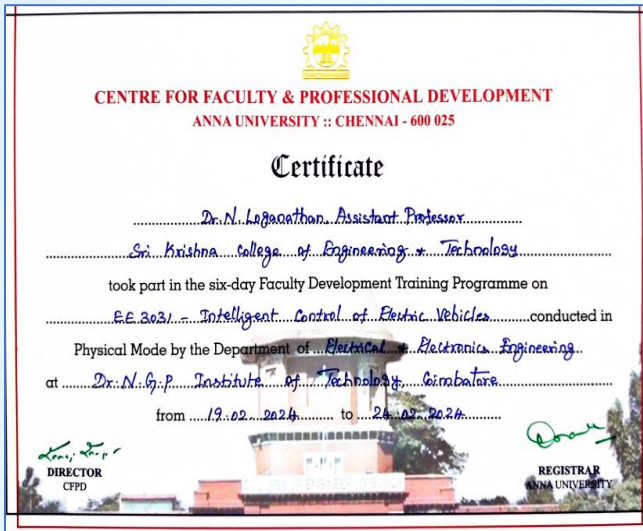 CENTRE FOR FACULTY & PROFESSIONAL DEVELOPMENT
ANNA UNIVERSITY :: CHENNAI - 600 025
Certificate
Dr. N. Loganathan, Assistant Professor
Sri Krishna College of Engineering & Technology
took part in the six-day Faculty Development Training Programme on
EE 3031 - Intelligent Control of Electric Vehicles conducted in
Physical Mode by the Department of Electrical & Electronics Engineering
at Dr. N.G.P Institute of Technology, Coimbatore
from 19.02.2024 to 24.02.2024
DIRECTOR
CFPD
REGISTRAR
ANNA UNIVERSITY